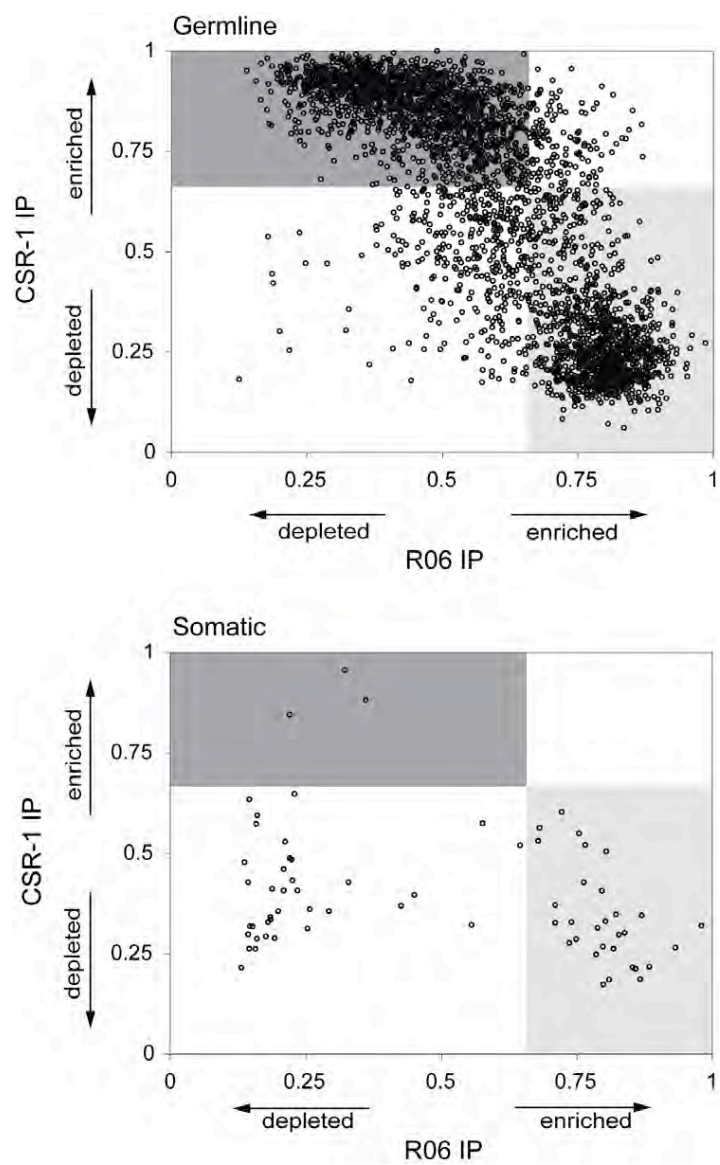 Germline
1
0.75
0.5
0.25
0
CSR-1 IP
enriched
depleted
0
0.25
0.5
0.75
1
depleted
enriched
R06 IP
Somatic
1
0.75
0.5
0.25
0
CSR-1 IP
enriched
depleted
0
0.25
0.5
0.75
1
depleted
enriched
R06 IP